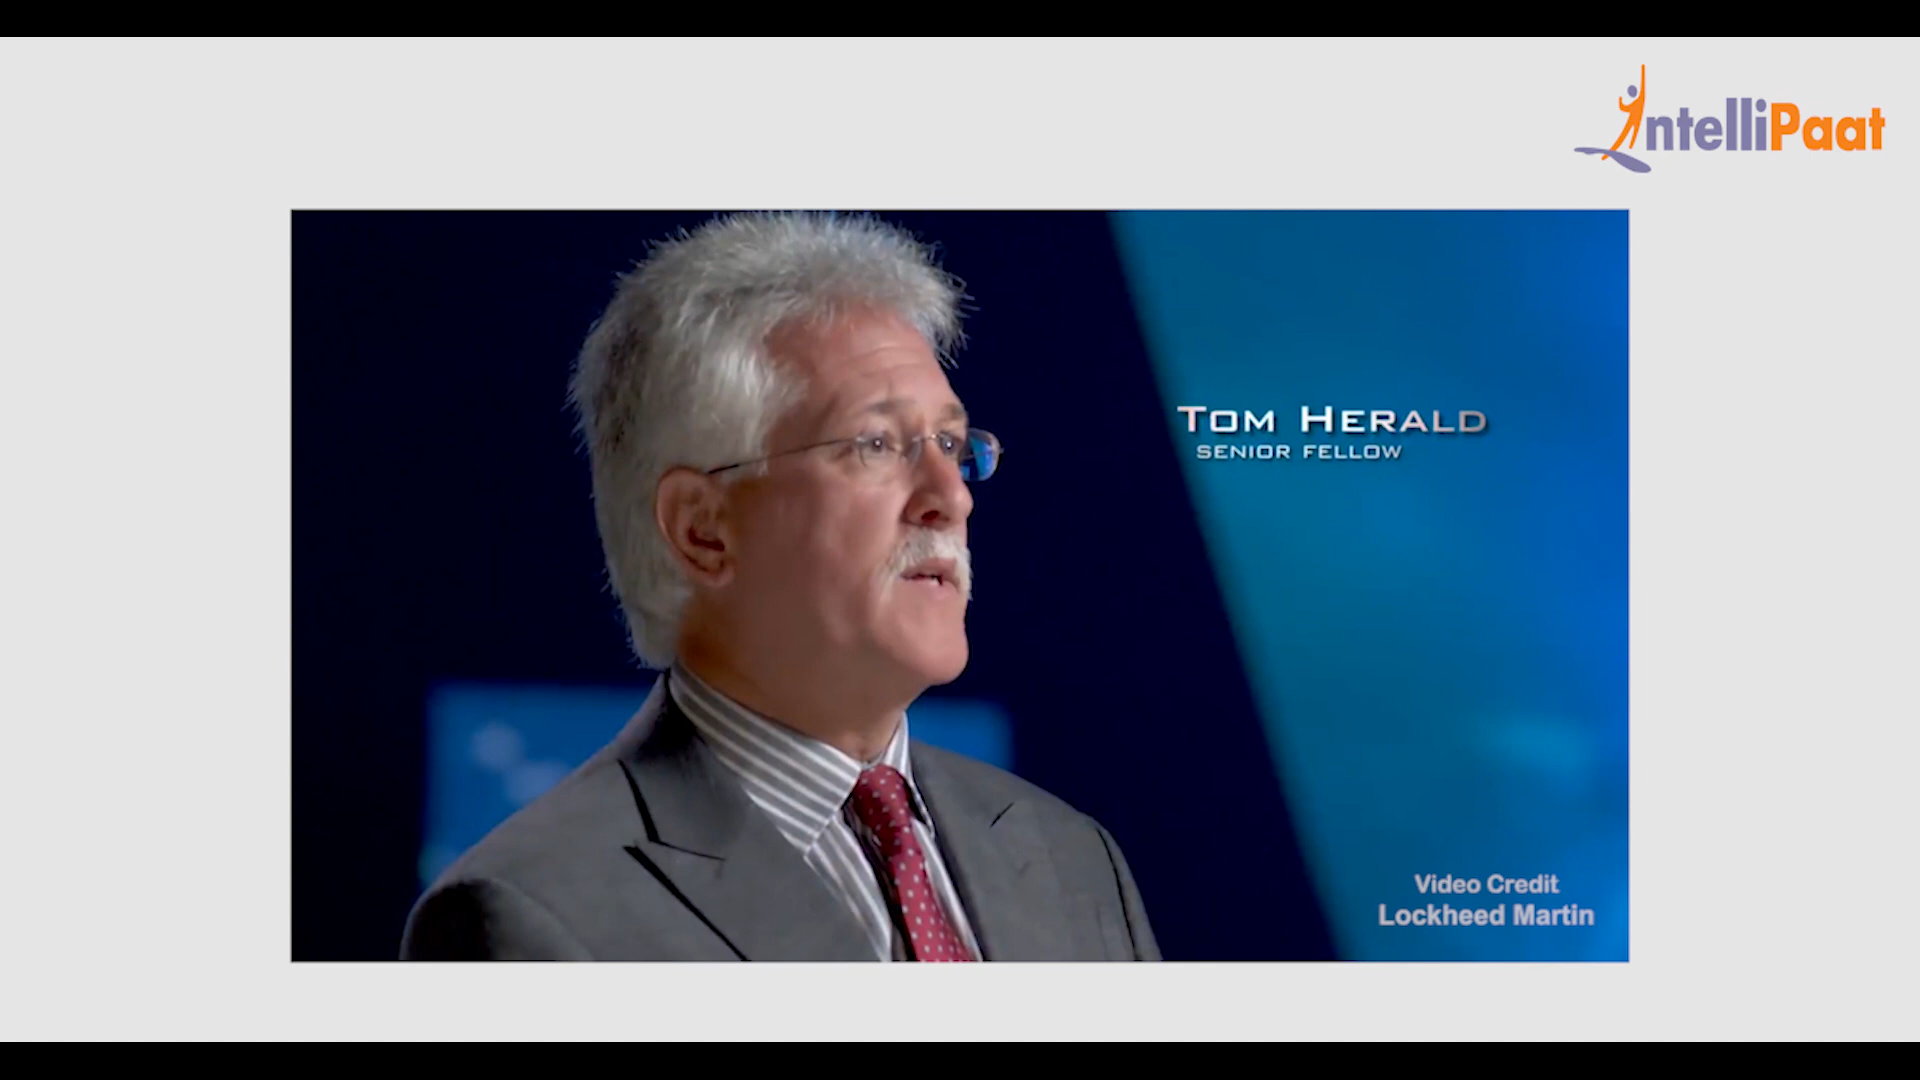 IntelliPaat
TOM HERALD
SENIOR FELLOW
Video Credit
Lockheed Martin